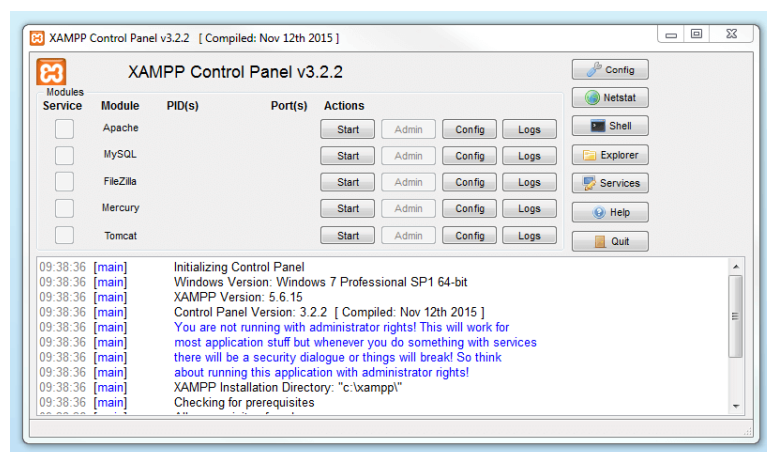 XAMPP Control Panel v3.2.2 [ Compiled: Nov 12th 2015 ]
XAMPP Control Panel v3.2.2
Config
Modules
Service Module PID(s) Port(s) Actions
Netstat
Apache Start Admin Config Logs
Shell
MySQL Start Admin Config Logs
Explorer
FileZilla Start Admin Config Logs
Services
Mercury Start Admin Config Logs
Help
Tomcat Start Admin Config Logs
Quit
09:38:36 [main] Initializing Control Panel
09:38:36 [main] Windows Version: Windows 7 Professional SP1 64-bit
09:38:36 [main] XAMPP Version: 5.6.15
09:38:36 [main] Control Panel Version: 3.2.2 [ Compiled: Nov 12th 2015 ]
09:38:36 [main] You are not running with administrator rights! This will work for
09:38:36 [main] most application stuff but whenever you do something with services
09:38:36 [main] there will be a security dialogue or things will break! So think
09:38:36 [main] about running this application with administrator rights!
09:38:36 [main] XAMPP Installation Directory: "c:\xampp\"
09:38:36 [main] Checking for prerequisites